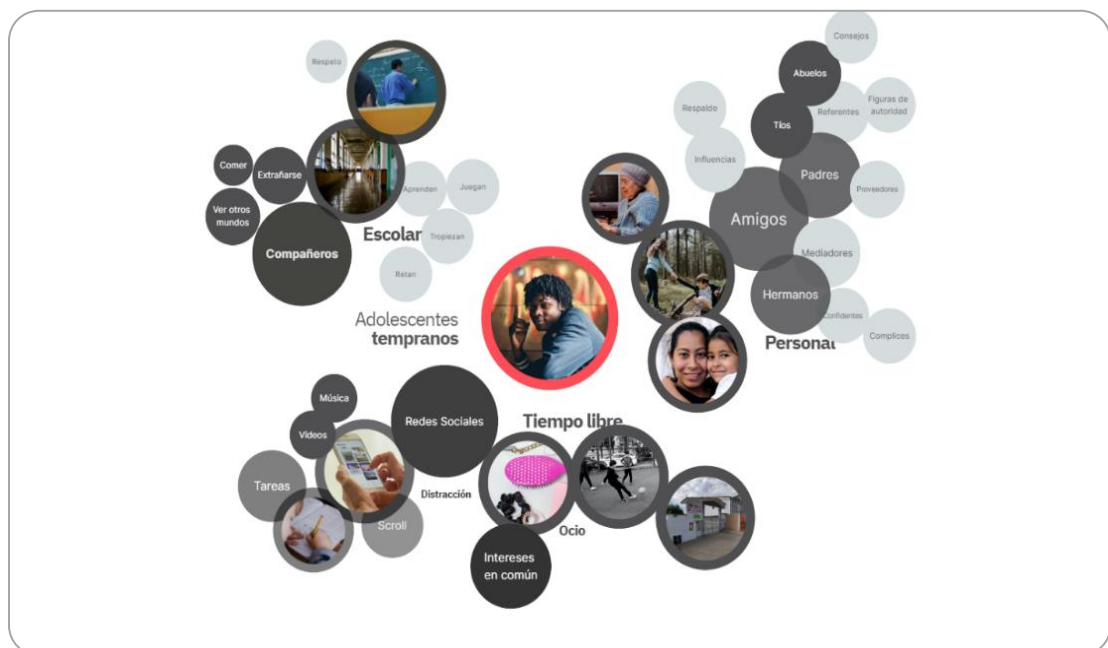 Respeto
Comer
Extrañarse
Ver otros
mundos
Compañeros
Escolar
Aprenden
Juegan
Tropiezan
Retan
Consejos
Abuelos
Respaldo
Tíos
Referentes
Figuras de
autoridad
Influencias
Padres
Proveedores
Amigos
Mediadores
Hermanos
Confidentes
Complices
Personal
Adolescentes
tempranos
Tiempo libre
Música
Videos
Redes Sociales
Tareas
Distracción
Scroll
Ocio
Intereses
en común